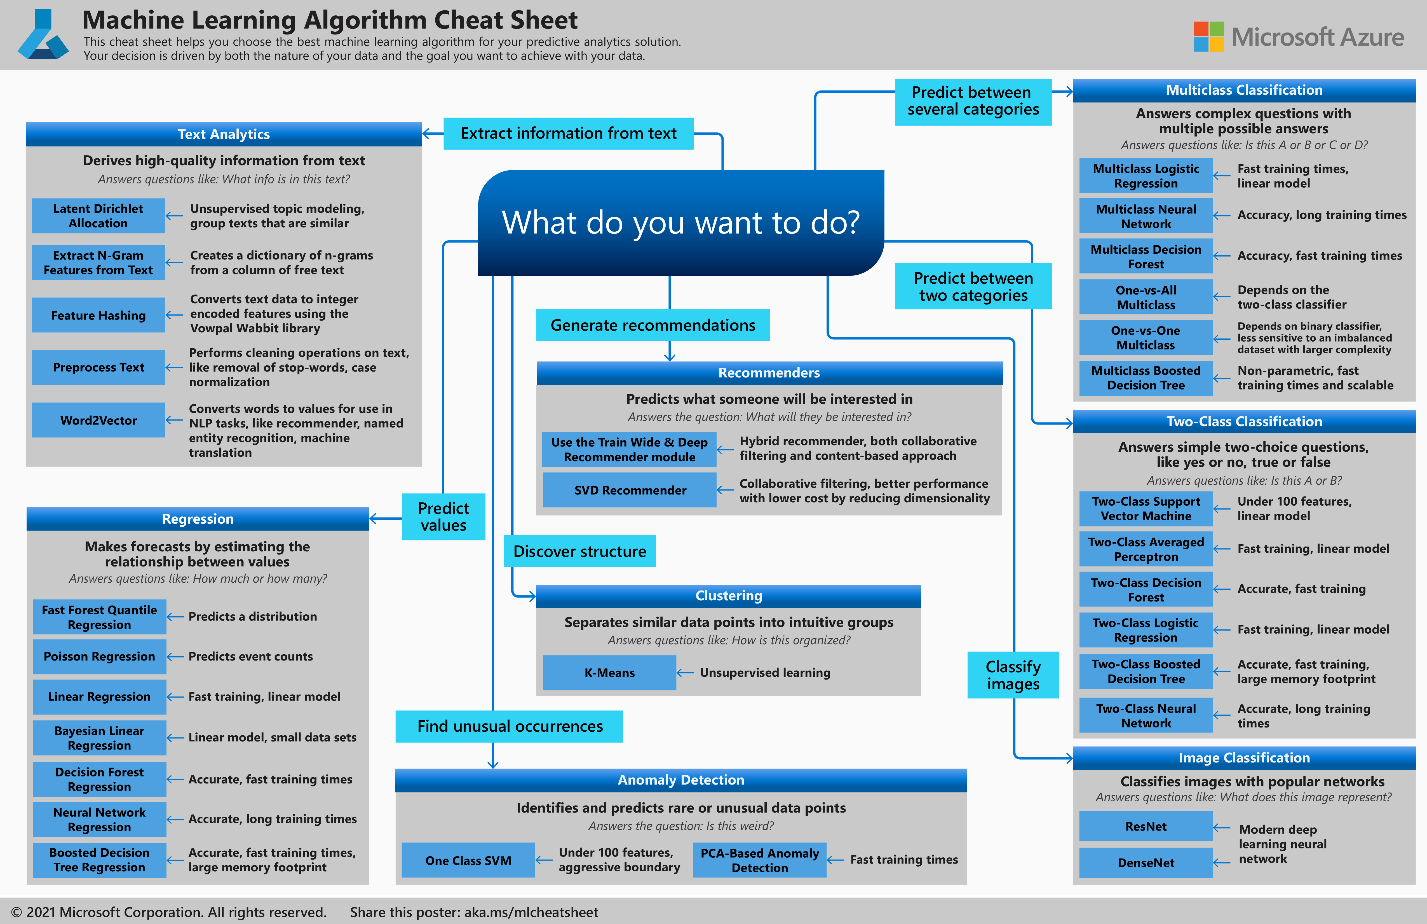 Machine Learning Algorithm Cheat Sheet
This cheat sheet helps you choose the best machine learning algorithm for your predictive analytics solution.
Your decision is driven by both the nature of your data and the goal you want to achieve with your data.
Microsoft Azure
What do you want to do?
Extract information from text
Text Analytics
Derives high-quality information from text
Answers questions like: What info is in this text?
Latent Dirichlet
Allocation
Unsupervised topic modeling,
group texts that are similar
Extract N-Gram
Features from Text
Creates a dictionary of n-grams
from a column of free text
Feature Hashing
Converts text data to integer
encoded features using the
Vowpal Wabbit library
Preprocess Text
Performs cleaning operations on text,
like removal of stop-words, case
normalization
Word2Vector
Converts words to values for use in
NLP tasks, like recommender, named
entity recognition, machine
translation
Predict
values
Regression
Makes forecasts by estimating the
relationship between values
Answers questions like: How much or how many?
Fast Forest Quantile
Regression
Predicts a distribution
Poisson Regression
Predicts event counts
Linear Regression
Fast training, linear model
Bayesian Linear
Regression
Linear model, small data sets
Decision Forest
Regression
Accurate, fast training times
Neural Network
Regression
Accurate, long training times
Boosted Decision
Tree Regression
Accurate, fast training times,
large memory footprint
Generate recommendations
Recommenders
Predicts what someone will be interested in
Answers the question: What will they be interested in?
Use the Train Wide & Deep
Recommender module
Hybrid recommender, both collaborative
filtering and content-based approach
SVD Recommender
Collaborative filtering, better performance
with lower cost by reducing dimensionality
Discover structure
Clustering
Separates similar data points into intuitive groups
Answers questions like: How is this organized?
K-Means
Unsupervised learning
Find unusual occurrences
Anomaly Detection
Identifies and predicts rare or unusual data points
Answers the question: Is this weird?
One Class SVM
Under 100 features,
aggressive boundary
PCA-Based Anomaly
Detection
Fast training times
Predict between
several categories
Multiclass Classification
Answers complex questions with
multiple possible answers
Answers questions like: Is this A or B or C or D?
Multiclass Logistic
Regression
Fast training times,
linear model
Multiclass Neural
Network
Accuracy, long training times
Multiclass Decision
Forest
Accuracy, fast training times
One-vs-All
Multiclass
Depends on the
two-class classifier
One-vs-One
Multiclass
Depends on binary classifier,
less sensitive to an imbalanced
dataset with larger complexity
Multiclass Boosted
Decision Tree
Non-parametric, fast
training times and scalable
Predict between
two categories
Two-Class Classification
Answers simple two-choice questions,
like yes or no, true or false
Answers questions like: Is this A or B?
Two-Class Support
Vector Machine
Under 100 features,
linear model
Two-Class Averaged
Perceptron
Fast training, linear model
Two-Class Decision
Forest
Accurate, fast training
Two-Class Logistic
Regression
Fast training, linear model
Two-Class Boosted
Decision Tree
Accurate, fast training,
large memory footprint
Two-Class Neural
Network
Accurate, long training
times
Classify
images
Image Classification
Classifies images with popular networks
Answers questions like: What does this image represent?
ResNet
DenseNet
Modern deep
learning neural
network
© 2021 Microsoft Corporation. All rights reserved.
Share this poster: aka.ms/mlcheatsheet